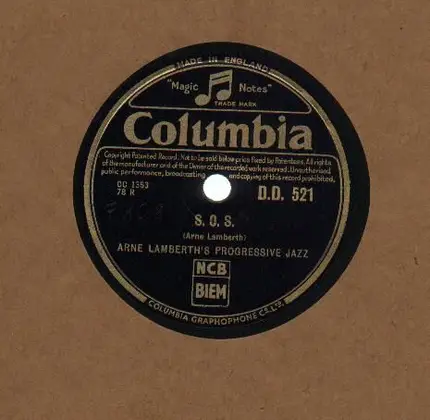 MADE IN ENGLAND
"Magic Notes"
TRADE MARK
Columbia
Copyright Patented Record. Not to be sold below price fixed by Patentees. All rights
of the manufacturer and of the Owner of the recorded work reserved. Unauthorised
public performance, broadcasting and copying of this record prohibited.
CC 1353
78 R
D.D. 521
S. O. S.
(Arne Lamberth)
ARNE LAMBERTH'S PROGRESSIVE JAZZ
NCB
BIEM
COLUMBIA GRAPHOPHONE Co. LTD.